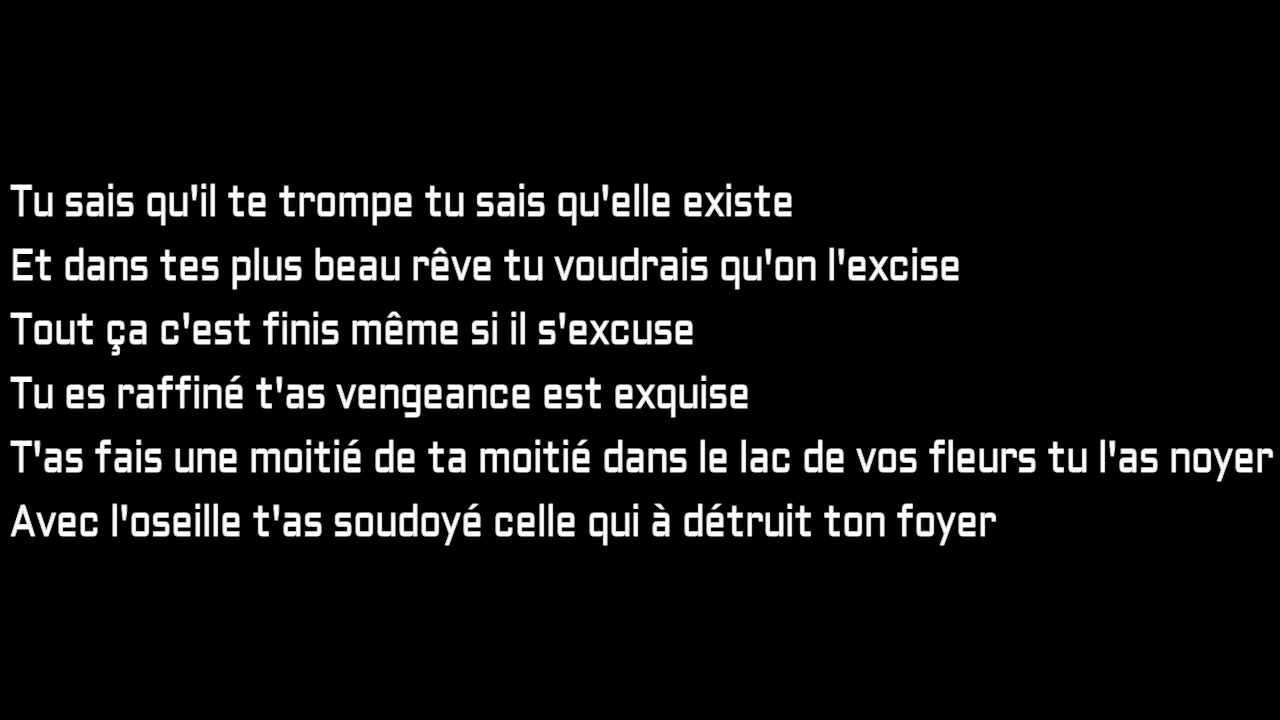 Tu sais qu'il te trompe tu sais qu'elle existe
Et dans tes plus beau rêve tu voudrais qu'on l'excise
Tout ça c'est finis même si il s'excuse
Tu es raffiné t'as vengeance est exquise
T'as fais une moitié de ta moitié dans le lac de vos fleurs tu l'as noyer
Avec l'oseille t'as soudoyé celle qui à détruit ton foyer